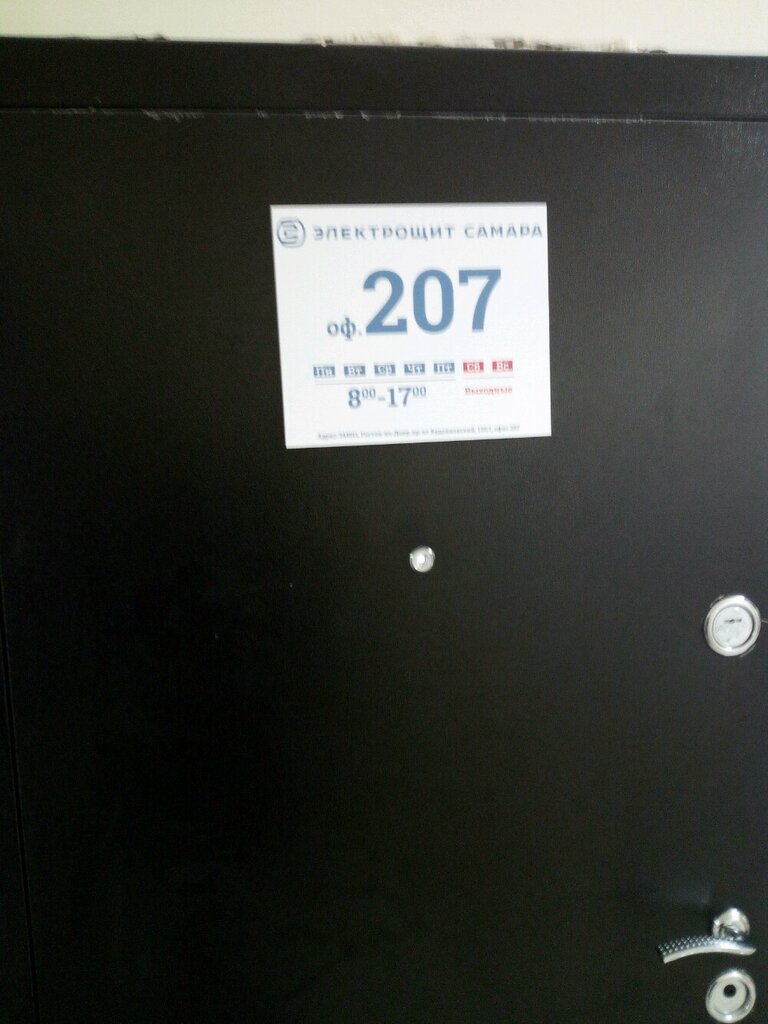 ЭЛЕКТРОЩИТ САМАРА
оф. 207
Пн Вт Ср Чт Пт Сб Вс
8⁰⁰-17⁰⁰ Выходные